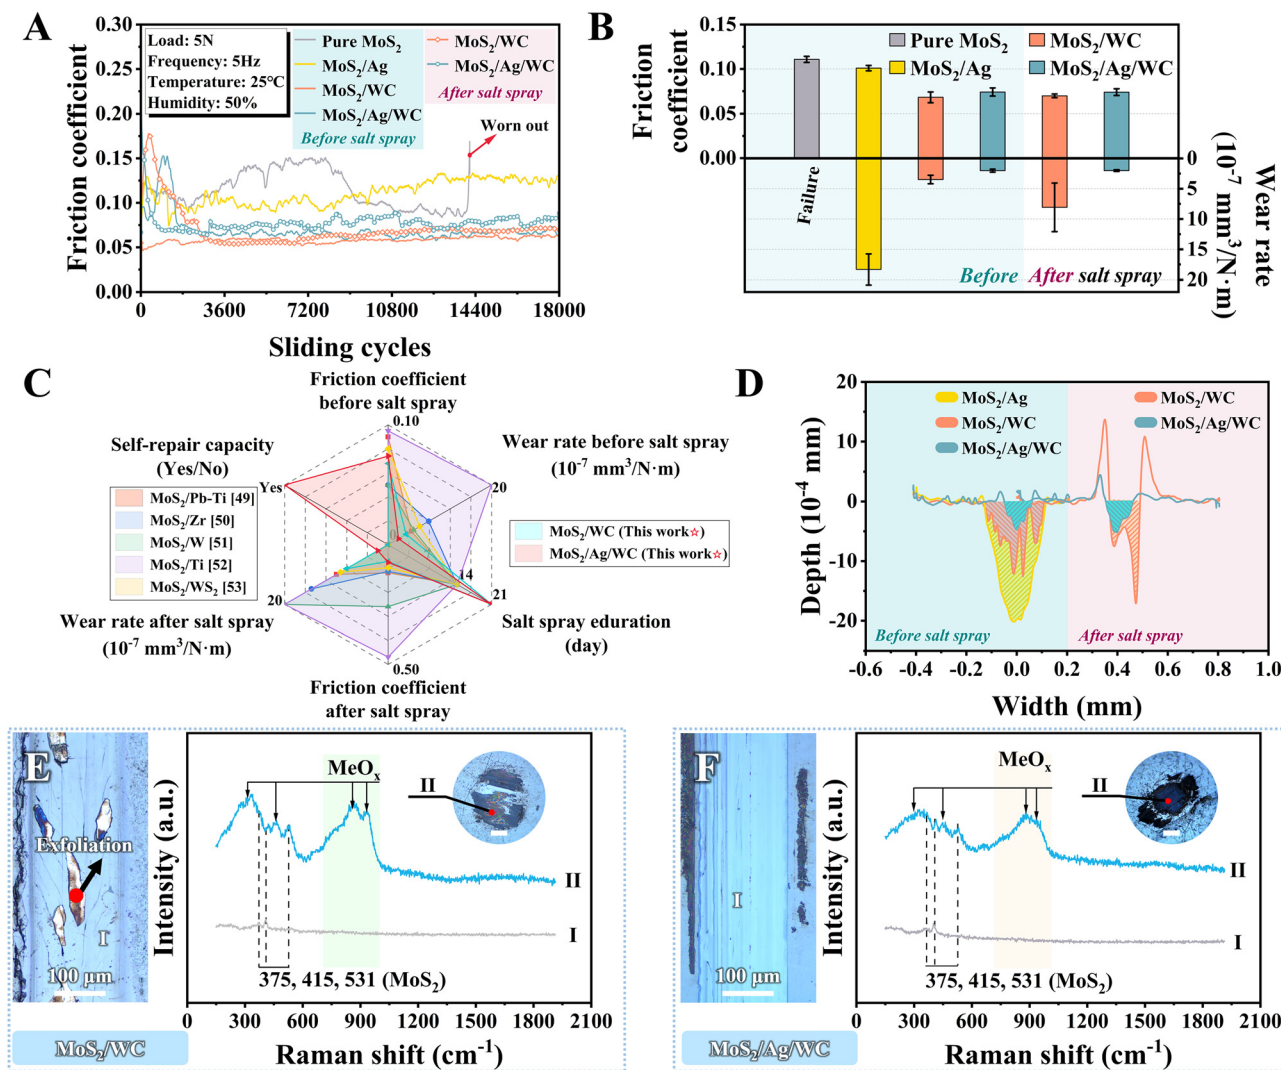 A
0.30
0.25
0.20
0.15
0.10
0.05
0.00
Friction coefficient
Load: 5N
Frequency: 5Hz
Temperature: 25℃
Humidity: 50%
Pure MoS₂
MoS₂/Ag
MoS₂/WC
MoS₂/Ag/WC
Before salt spray
MoS₂/WC
MoS₂/Ag/WC
After salt spray
Worn out
0 3600 7200 10800 14400 18000
Sliding cycles
B
0.15
0.10
0.05
0.00
Friction
coefficient
Pure MoS₂
MoS₂/WC
MoS₂/Ag
MoS₂/Ag/WC
Failure
Before After salt spray
0
5
10
15
20
Wear rate
(10⁻⁷ mm³/N·m)
C
Friction coefficient
before salt spray
0.10
Wear rate before salt spray
(10⁻⁷ mm³/N·m)
20
Self-repair capacity
(Yes/No)
Yes
0
MoS₂/Pb-Ti [49]
MoS₂/Zr [50]
MoS₂/W [51]
MoS₂/Ti [52]
MoS₂/WS₂ [53]
MoS₂/WC (This work☆)
MoS₂/Ag/WC (This work☆)
14
21
20
Wear rate after salt spray
(10⁻⁷ mm³/N·m)
Salt spray eduration
(day)
0.50
Friction coefficient
after salt spray
D
20
10
0
-10
-20
Depth (10⁻⁴ mm)
MoS₂/Ag
MoS₂/WC
MoS₂/Ag/WC
MoS₂/WC
MoS₂/Ag/WC
Before salt spray
After salt spray
-0.6 -0.4 -0.2 0.0 0.2 0.4 0.6 0.8 1.0
Width (mm)
E
Exfoliation
I
100 μm
MoS₂/WC
Intensity (a.u.)
MeOₓ
II
II
I
375, 415, 531 (MoS₂)
0 300 600 900 1200 1500 1800 2100
Raman shift (cm⁻¹)
F
I
100 μm
MoS₂/Ag/WC
Intensity (a.u.)
MeOₓ
II
II
I
375, 415, 531 (MoS₂)
0 300 600 900 1200 1500 1800 2100
Raman shift (cm⁻¹)